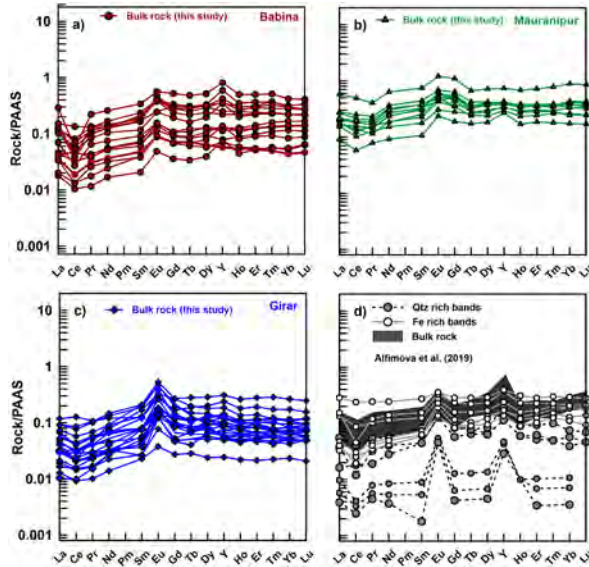 a) Bulk rock (this study) Babina
b) Bulk rock (this study) Mauranipur
Rock/PAAS
10
1
0.1
0.01
0.001
La Ce Pr Nd Pm Sm Eu Gd Tb Dy Y Ho Er Tm Yb Lu
La Ce Pr Nd Pm Sm Eu Gd Tb Dy Y Ho Er Tm Yb Lu
c) Bulk rock (this study) Girar
d) Qtz rich bands
Fe rich bands
Bulk rock
Alfimova et al. (2019)
Rock/PAAS
10
1
0.1
0.01
0.001
La Ce Pr Nd Pm Sm Eu Gd Tb Dy Y Ho Er Tm Yb Lu
La Ce Pr Nd Pm Sm Eu Gd Tb Dy Y Ho Er Tm Yb Lu